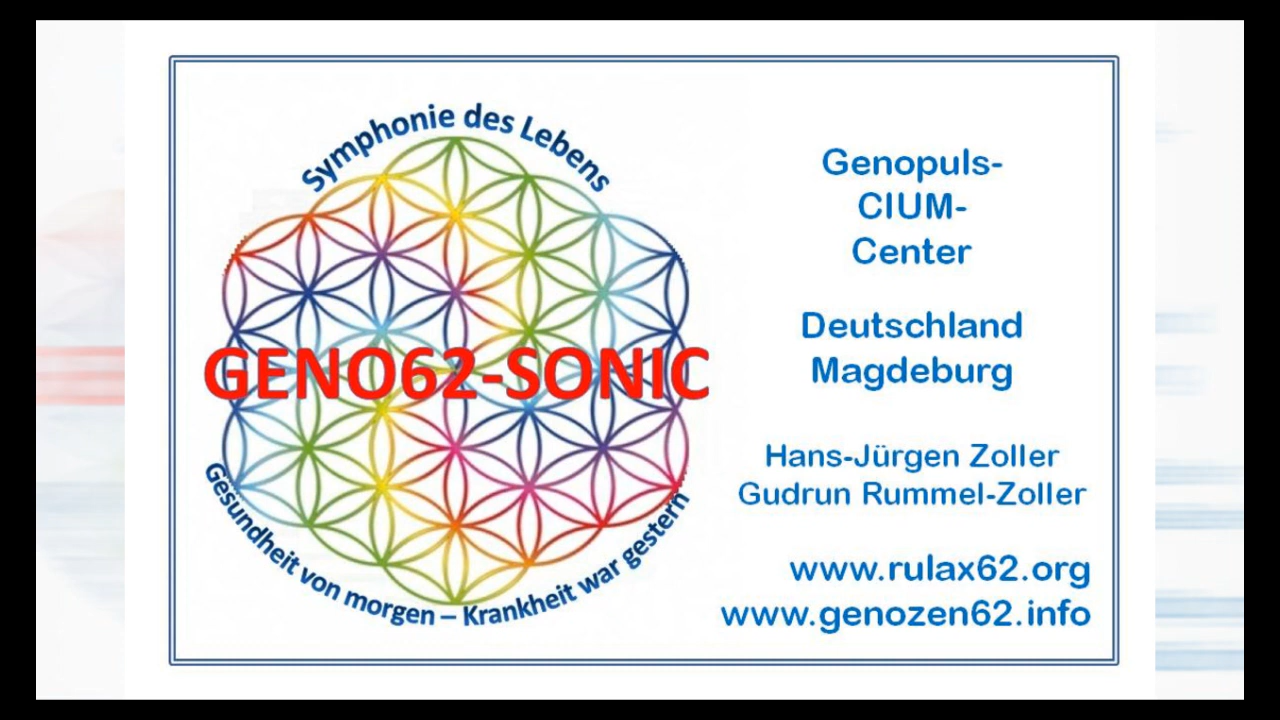 Symphonie des Lebens
GENO62-SONIC
Gesundheit von morgen – Krankheit war gestern
Genopuls-
CIUM-
Center
Deutschland
Magdeburg
Hans-Jürgen Zoller
Gudrun Rummel-Zoller
www.rulax62.org
www.genozen62.info